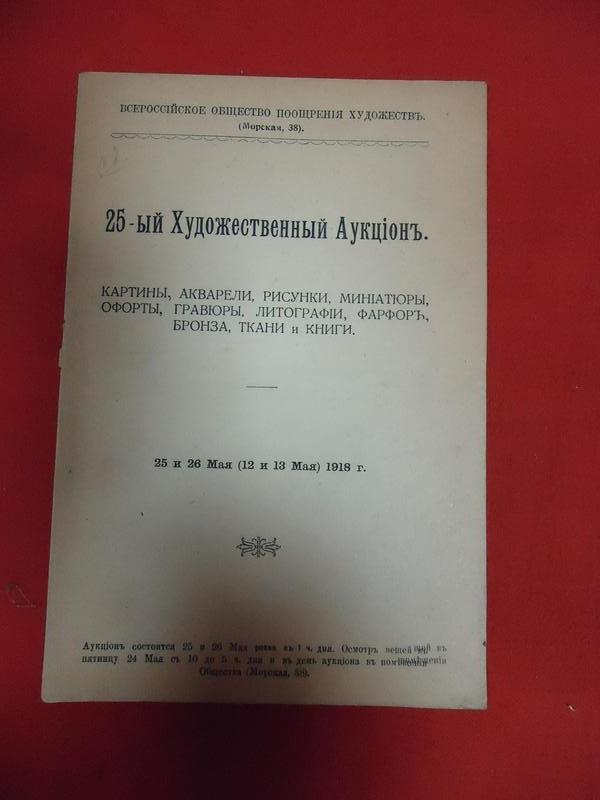 ВСЕРОССІЙСКОЕ ОБЩЕСТВО ПООЩРЕНІЯ ХУДОЖЕСТВЪ.
(Морская, 38).
25-ый Художественный Аукціонъ.
КАРТИНЫ, АКВАРЕЛИ, РИСУНКИ, МИНІАТЮРЫ,
ОФОРТЫ, ГРАВЮРЫ, ЛИТОГРАФІИ, ФАРФОРЪ,
БРОНЗА, ТКАНИ и КНИГИ.
25 и 26 Мая (12 и 13 Мая) 1918 г.
Аукціонъ состоится 25 и 26 Мая ровно въ 1 ч. дня. Осмотръ вещей въ
пятницу 24 Мая съ 10 до 5 ч. дня и въ день аукціона въ помѣщеніи
Общества (Морская, 38).